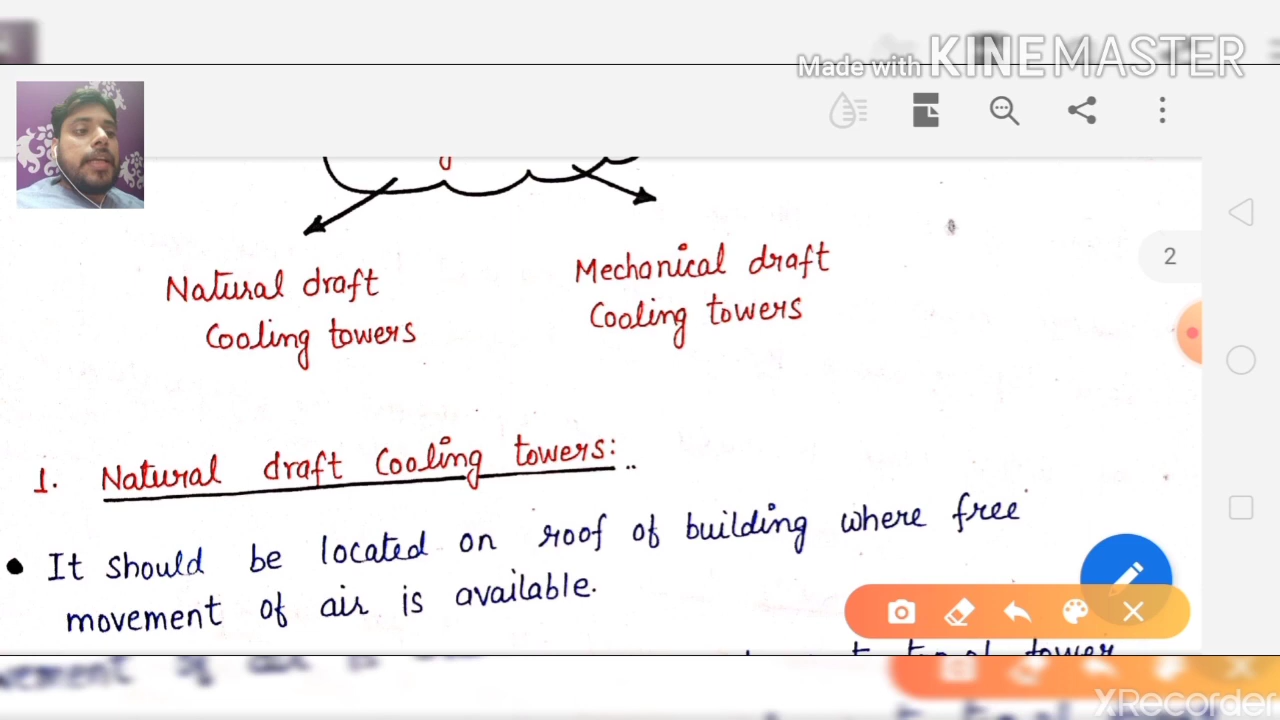 Made with KINEMASTER
Natural draft
Cooling towers
Mechanical draft
Cooling towers
2
1. Natural draft Cooling towers:
• It should be located on roof of building where free
movement of air is available.
tower
XRecorder